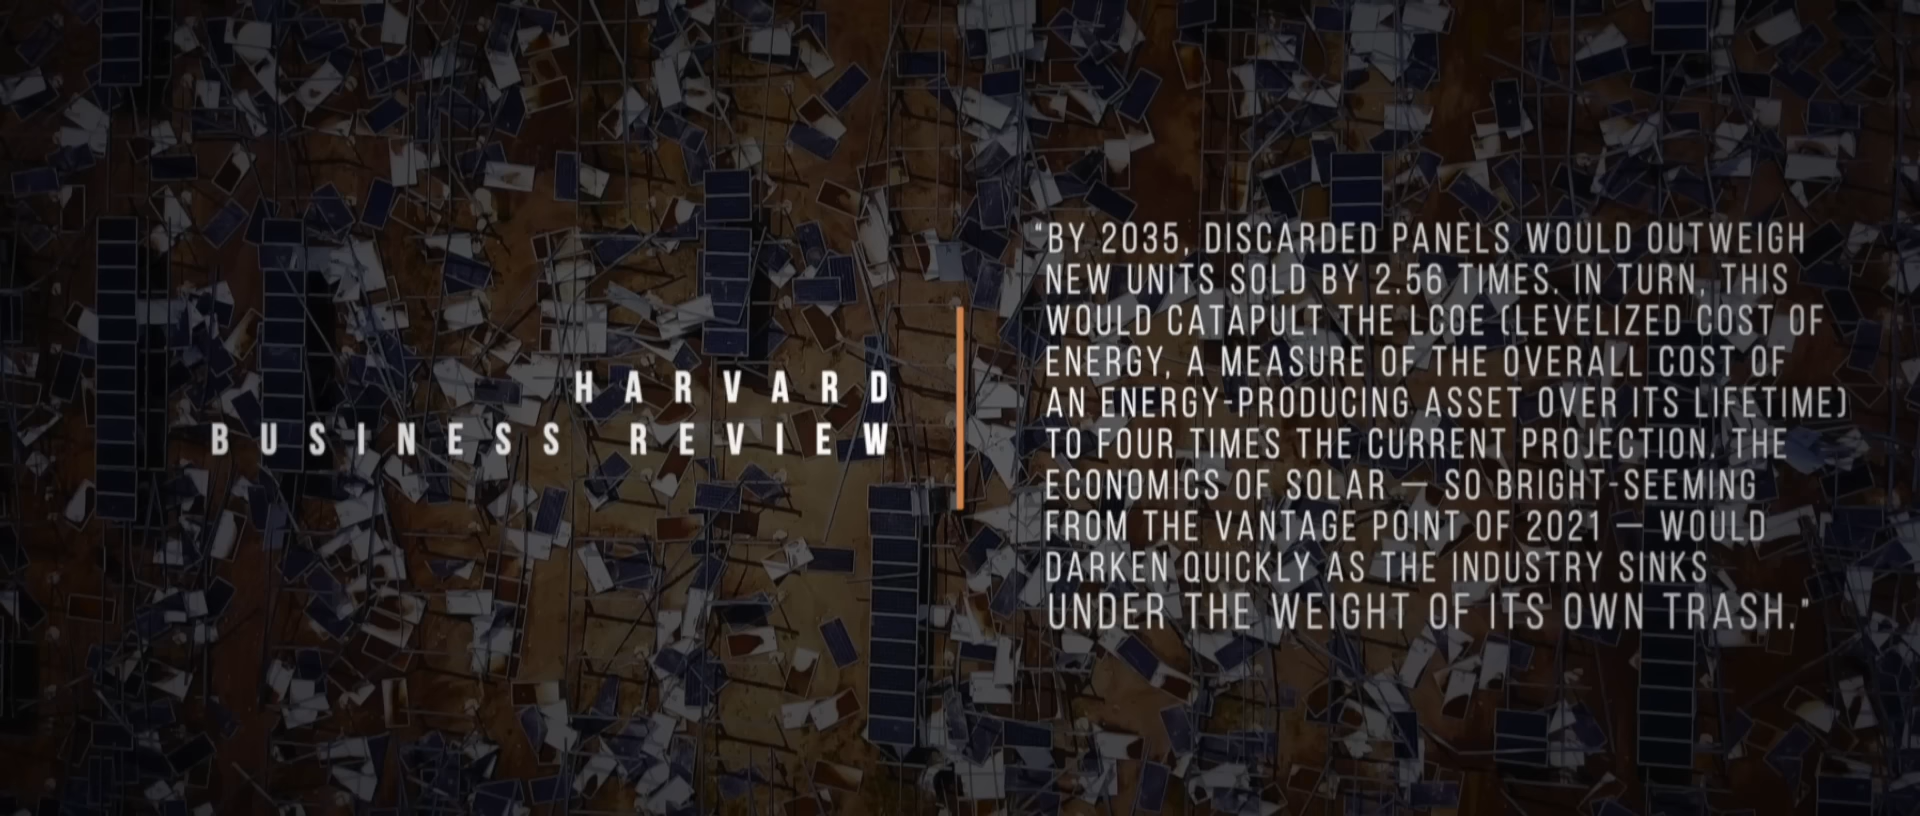 HARVARD
BUSINESS REVIEW
“BY 2035, DISCARDED PANELS WOULD OUTWEIGH
NEW UNITS SOLD BY 2.56 TIMES. IN TURN, THIS
WOULD CATAPULT THE LCOE (LEVELIZED COST OF
ENERGY, A MEASURE OF THE OVERALL COST OF
AN ENERGY-PRODUCING ASSET OVER ITS LIFETIME)
TO FOUR TIMES THE CURRENT PROJECTION. THE
ECONOMICS OF SOLAR — SO BRIGHT-SEEMING
FROM THE VANTAGE POINT OF 2021 — WOULD
DARKEN QUICKLY AS THE INDUSTRY SINKS
UNDER THE WEIGHT OF ITS OWN TRASH.”